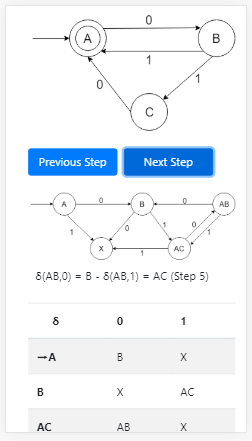 0
A
B
1
0
1
C
Previous Step Next Step
A 0 B 0 AB
1 0 1 0 1
X 1 AC
δ(AB,0) = B - δ(AB,1) = AC (Step 5)
δ 0 1
→A B X
B X AC
AC AB X